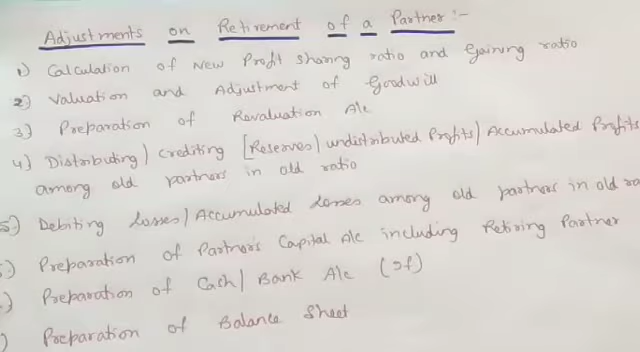 Adjustments on Retirement of a Partner :-
1) Calculation of New Profit sharing ratio and Gaining ratio
2) Valuation and Adjustment of Goodwill
3) Preparation of Revaluation A/c
4) Distributing) crediting [Reserves) undistributed Profits) Accumulated Profits
among old partners in old ratio
5) Debiting losses) Accumulated losses among old partners in old ra
) Preparation of Partner's Capital A/c including Retiring Partner
) Preparation of Cash/ Bank A/c (If)
) Preparation of Balance Sheet